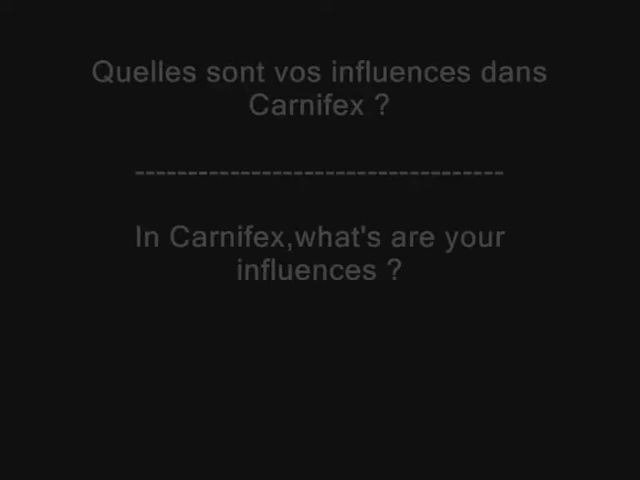 Quelles sont vos influences dans
Carnifex ?
-----------------------------------
In Carnifex,what's are your
influences ?